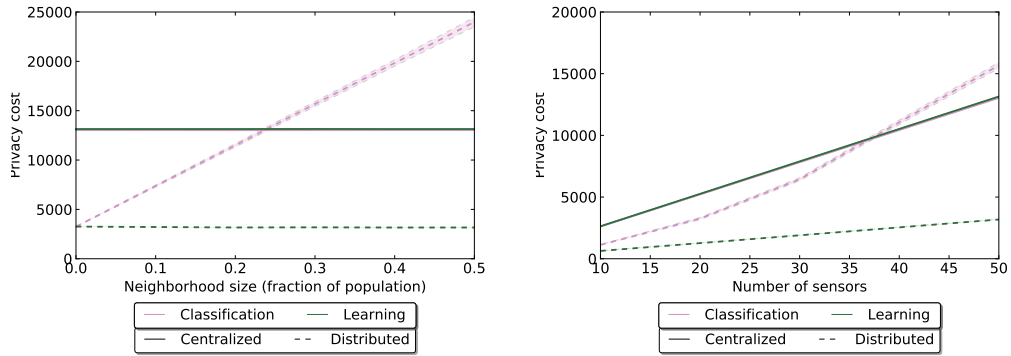 25000
20000
15000
10000
5000
0
Privacy cost
0.0 0.1 0.2 0.3 0.4 0.5
Neighborhood size (fraction of population)
Classification Learning
Centralized Distributed
20000
15000
10000
5000
0
Privacy cost
10 15 20 25 30 35 40 45 50
Number of sensors
Classification Learning
Centralized Distributed